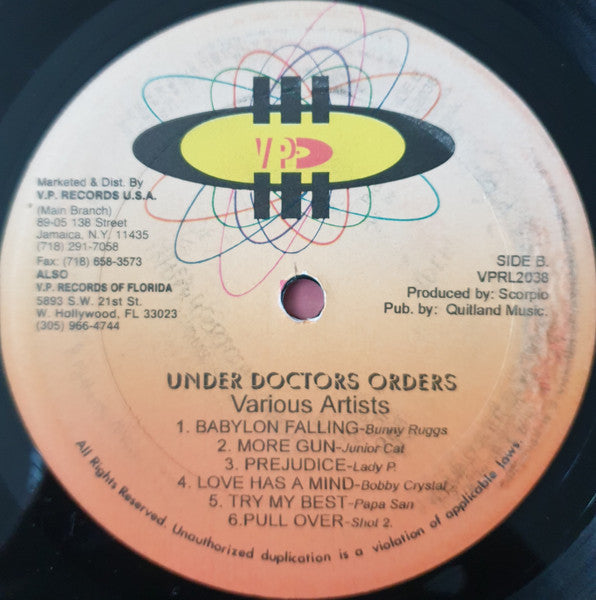 VP
Marketed & Dist. By
V.P. RECORDS U.S.A.
(Main Branch)
89-05 138 Street
Jamaica, N.Y. 11435
(718) 291-7058
Fax: (718) 658-3573
ALSO
V.P. RECORDS OF FLORIDA
5893 S.W. 21st St.
W. Hollywood, FL 33023
(305) 966-4744
SIDE B.
VPRL2038
Produced by: Scorpio
Pub. by: Quitland Music.
UNDER DOCTORS ORDERS
Various Artists
1. BABYLON FALLING-Bunny Ruggs
2. MORE GUN-Junior Cat
3. PREJUDICE-Lady P.
4. LOVE HAS A MIND-Bobby Crystal
5. TRY MY BEST-Papa San
6.PULL OVER-Shot 2.
All Rights Reserved. Unauthorized duplication is a violation of applicable laws.